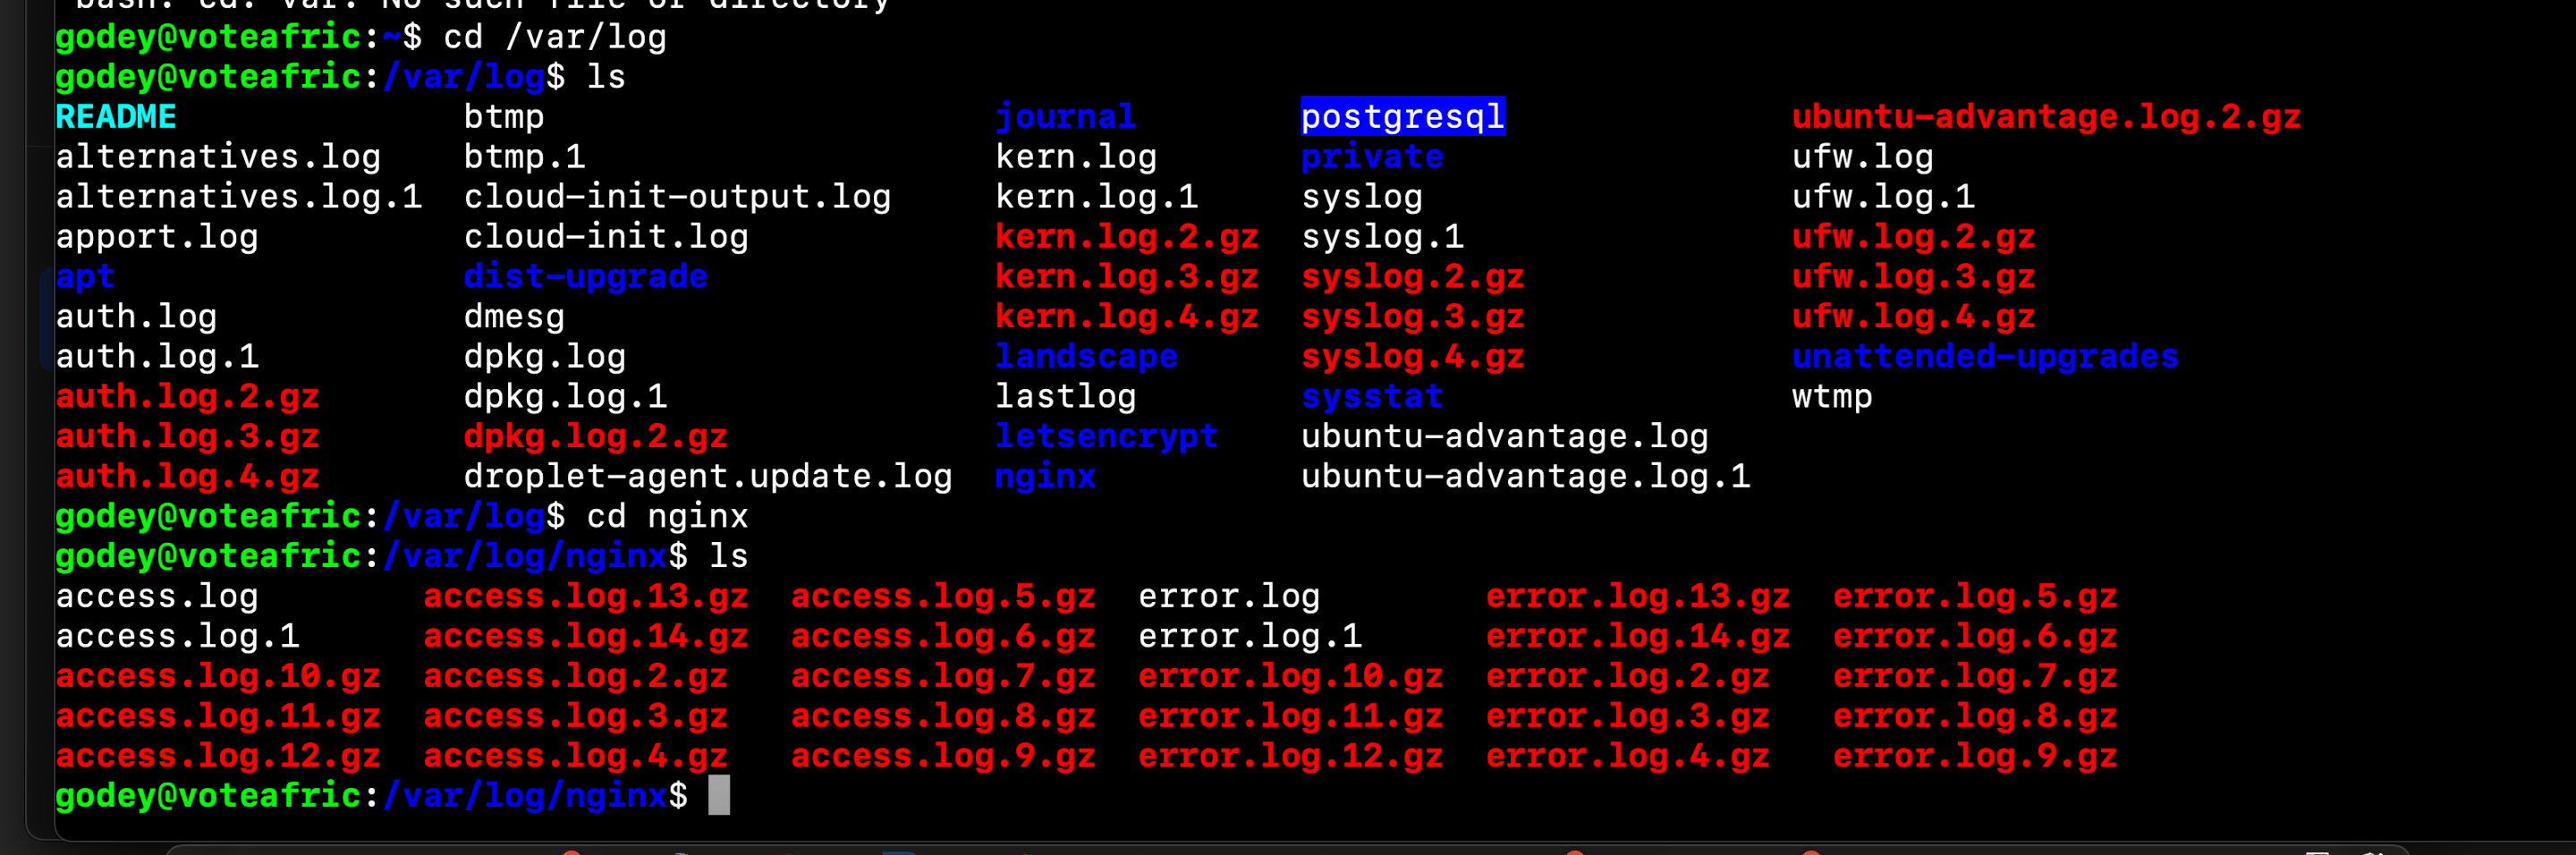 bash: cd: var: No such file or directory
godey@voteafric:~$ cd /var/log
godey@voteafric:/var/log$ ls
README btmp journal postgresql ubuntu-advantage.log.2.gz
alternatives.log btmp.1 kern.log private ufw.log
alternatives.log.1 cloud-init-output.log kern.log.1 syslog ufw.log.1
apport.log cloud-init.log kern.log.2.gz syslog.1 ufw.log.2.gz
apt dist-upgrade kern.log.3.gz syslog.2.gz ufw.log.3.gz
auth.log dmesg kern.log.4.gz syslog.3.gz ufw.log.4.gz
auth.log.1 dpkg.log landscape syslog.4.gz unattended-upgrades
auth.log.2.gz dpkg.log.1 lastlog sysstat wtmp
auth.log.3.gz dpkg.log.2.gz letsencrypt ubuntu-advantage.log
auth.log.4.gz droplet-agent.update.log nginx ubuntu-advantage.log.1
godey@voteafric:/var/log$ cd nginx
godey@voteafric:/var/log/nginx$ ls
access.log access.log.13.gz access.log.5.gz error.log error.log.13.gz error.log.5.gz
access.log.1 access.log.14.gz access.log.6.gz error.log.1 error.log.14.gz error.log.6.gz
access.log.10.gz access.log.2.gz access.log.7.gz error.log.10.gz error.log.2.gz error.log.7.gz
access.log.11.gz access.log.3.gz access.log.8.gz error.log.11.gz error.log.3.gz error.log.8.gz
access.log.12.gz access.log.4.gz access.log.9.gz error.log.12.gz error.log.4.gz error.log.9.gz
godey@voteafric:/var/log/nginx$